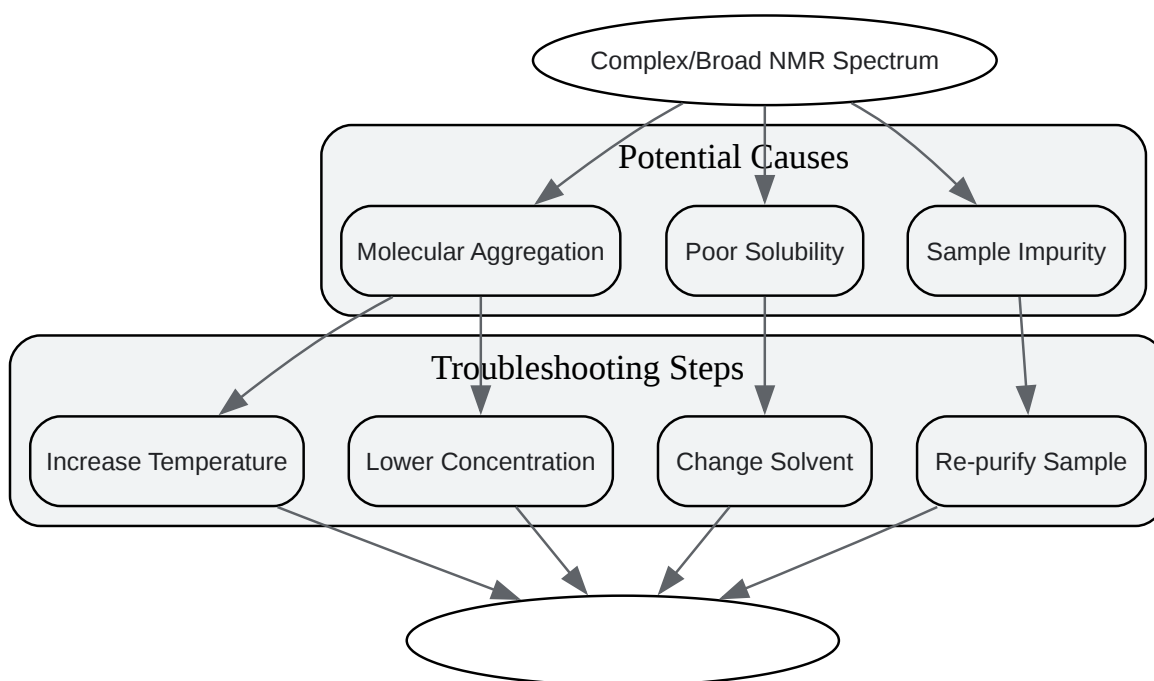 Complex/Broad NMR Spectrum
Potential Causes
Molecular Aggregation
Poor Solubility
Sample Impurity
Troubleshooting Steps
Increase Temperature
Lower Concentration
Change Solvent
Re-purify Sample